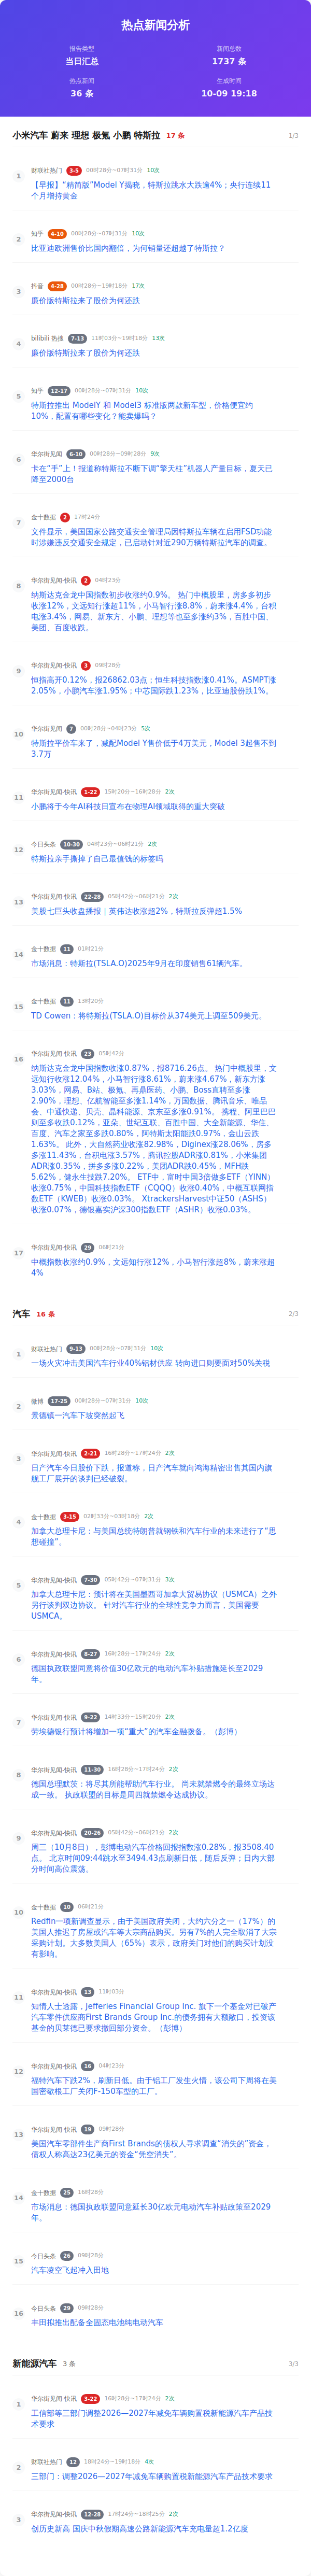 热点新闻分析
报告类型
当日汇总
新闻总数
1737 条
热点新闻
36 条
生成时间
10-09 19:18
小米汽车 蔚来 理想 极氪 小鹏 特斯拉 17 条 1/3
1
财联社热门 3-5 00时28分~07时31分 10次
【早报】“精简版”Model Y揭晓，特斯拉跳水大跌逾4%；央行连续11
个月增持黄金
2
知乎 4-10 00时28分~07时31分 10次
比亚迪欧洲售价比国内翻倍，为何销量还超越了特斯拉？
3
抖音 4-28 00时28分~19时18分 17次
廉价版特斯拉来了股价为何还跌
4
bilibili 热搜 7-13 11时03分~19时18分 13次
廉价版特斯拉来了股价为何还跌
5
知乎 12-17 00时28分~07时31分 10次
特斯拉推出 ModelY 和 Model3 标准版两款新车型，价格便宜约
10%，配置有哪些变化？能卖爆吗？
6
华尔街见闻 6-10 00时28分~09时28分 9次
卡在“手”上！报道称特斯拉不断下调“擎天柱”机器人产量目标，夏天已
降至2000台
7
金十数据 2 17时24分
文件显示，美国国家公路交通安全管理局因特斯拉车辆在启用FSD功能
时涉嫌违反交通安全规定，已启动针对近290万辆特斯拉汽车的调查。
8
华尔街见闻-快讯 2 04时23分
纳斯达克金龙中国指数初步收涨约0.9%。 热门中概股里，房多多初步
收涨12%，文远知行涨超11%，小马智行涨8.8%，蔚来涨4.4%，台积
电涨3.4%，网易、新东方、小鹏、理想等也至多涨约3%，百胜中国、
美团、百度收跌。
9
华尔街见闻-快讯 3 09时28分
恒指高开0.12%，报26862.03点；恒生科技指数涨0.41%。ASMPT涨
2.05%，小鹏汽车涨1.95%；中芯国际跌1.23%，比亚迪股份跌1%。
10
华尔街见闻 7 00时28分~04时23分 5次
特斯拉平价车来了，减配Model Y售价低于4万美元，Model 3起售不到
3.7万
11
华尔街见闻-快讯 1-22 15时20分~16时28分 2次
小鹏将于今年AI科技日宣布在物理AI领域取得的重大突破
12
今日头条 10-30 04时23分~06时21分 2次
特斯拉亲手撕掉了自己最值钱的标签吗
13
华尔街见闻-快讯 22-28 05时42分~06时21分 2次
美股七巨头收盘播报｜英伟达收涨超2%，特斯拉反弹超1.5%
14
金十数据 11 01时21分
市场消息：特斯拉(TSLA.O)2025年9月在印度销售61辆汽车。
15
金十数据 11 13时20分
TD Cowen：将特斯拉(TSLA.O)目标价从374美元上调至509美元。
16
华尔街见闻-快讯 23 05时42分
纳斯达克金龙中国指数收涨0.87%，报8716.26点。 热门中概股里，文
远知行收涨12.04%，小马智行涨8.61%，蔚来涨4.67%，新东方涨
3.03%，网易、B站、极氪、再鼎医药、小鹏、Boss直聘至多涨
2.90%，理想、亿航智能至多涨1.14%，万国数据、腾讯音乐、唯品
会、中通快递、贝壳、晶科能源、京东至多涨0.91%。 携程、阿里巴巴
则至多收跌0.12%，亚朵、世纪互联、百胜中国、大全新能源、华住、
百度、汽车之家至多跌0.80%，阿特斯太阳能跌0.97%，金山云跌
1.63%。 此外，大自然药业收涨82.98%，Diginex涨28.06%，房多
多涨11.43%，台积电涨3.57%，腾讯控股ADR涨0.81%，小米集团
ADR涨0.35%，拼多多涨0.22%，美团ADR跌0.45%，MFH跌
5.62%，健永生技跌7.20%。 ETF中，富时中国3倍做多ETF（YINN）
收涨0.75%，中国科技指数ETF（CQQQ）收涨0.40%，中概互联网指
数ETF（KWEB）收涨0.03%。 XtrackersHarvest中证50（ASHS）
收涨0.07%，德银嘉实沪深300指数ETF（ASHR）收涨0.03%。
17
华尔街见闻-快讯 29 06时21分
中概指数收涨约0.9%，文远知行涨12%，小马智行涨超8%，蔚来涨超
4%
汽车 16 条 2/3
1
财联社热门 9-13 00时28分~07时31分 10次
一场火灾冲击美国汽车行业40%铝材供应 转向进口则要面对50%关税
2
微博 17-25 00时28分~07时31分 10次
景德镇一汽车下坡突然起飞
3
华尔街见闻-快讯 2-21 16时28分~17时24分 2次
日产汽车今日股价下跌，报道称，日产汽车就向鸿海精密出售其国内旗
舰工厂展开的谈判已经破裂。
4
金十数据 3-15 02时33分~03时18分 2次
加拿大总理卡尼：与美国总统特朗普就钢铁和汽车行业的未来进行了“思
想碰撞”。
5
华尔街见闻-快讯 7-30 05时42分~07时31分 3次
加拿大总理卡尼：预计将在美国墨西哥加拿大贸易协议（USMCA）之外
另行谈判双边协议。 针对汽车行业的全球性竞争力而言，美国需要
USMCA。
6
华尔街见闻-快讯 8-27 16时28分~17时24分 2次
德国执政联盟同意将价值30亿欧元的电动汽车补贴措施延长至2029
年。
7
华尔街见闻-快讯 9-22 14时33分~15时20分 2次
劳埃德银行预计将增加一项“重大”的汽车金融拨备。（彭博）
8
华尔街见闻-快讯 11-30 16时28分~17时24分 2次
德国总理默茨：将尽其所能帮助汽车行业。 尚未就禁燃令的最终立场达
成一致。 执政联盟的目标是周四就禁燃令达成协议。
9
华尔街见闻-快讯 20-26 05时42分~06时21分 2次
周三（10月8日），彭博电动汽车价格回报指数涨0.28%，报3508.40
点。 北京时间09:44跳水至3494.43点刷新日低，随后反弹；日内大部
分时间高位震荡。
10
金十数据 10 06时21分
Redfin一项新调查显示，由于美国政府关闭，大约六分之一（17%）的
美国人推迟了房屋或汽车等大宗商品购买。另有7%的人完全取消了大宗
采购计划。大多数美国人（65%）表示，政府关门对他们的购买计划没
有影响。
11
华尔街见闻-快讯 13 11时03分
知情人士透露，Jefferies Financial Group Inc. 旗下一个基金对已破产
汽车零件供应商First Brands Group Inc.的债务拥有大额敞口，投资该
基金的贝莱德已要求撤回部分资金。（彭博）
12
华尔街见闻-快讯 16 04时23分
福特汽车下跌2%，刷新日低。由于铝工厂发生火情，该公司下周将在美
国密歇根工厂关闭F-150车型的工厂。
13
华尔街见闻-快讯 19 09时28分
美国汽车零部件生产商First Brands的债权人寻求调查“消失的”资金，
债权人称高达23亿美元的资金“凭空消失”。
14
金十数据 25 16时28分
市场消息：德国执政联盟同意延长30亿欧元电动汽车补贴政策至2029
年。
15
今日头条 26 09时28分
汽车凌空飞起冲入田地
16
今日头条 29 09时28分
丰田拟推出配备全固态电池纯电动汽车
新能源汽车 3 条 3/3
1
华尔街见闻-快讯 3-22 16时28分~17时24分 2次
工信部等三部门调整2026—2027年减免车辆购置税新能源汽车产品技
术要求
2
财联社热门 12 18时24分~19时18分 4次
三部门：调整2026—2027年减免车辆购置税新能源汽车产品技术要求
3
华尔街见闻-快讯 12-28 17时24分~18时25分 2次
创历史新高 国庆中秋假期高速公路新能源汽车充电量超1.2亿度